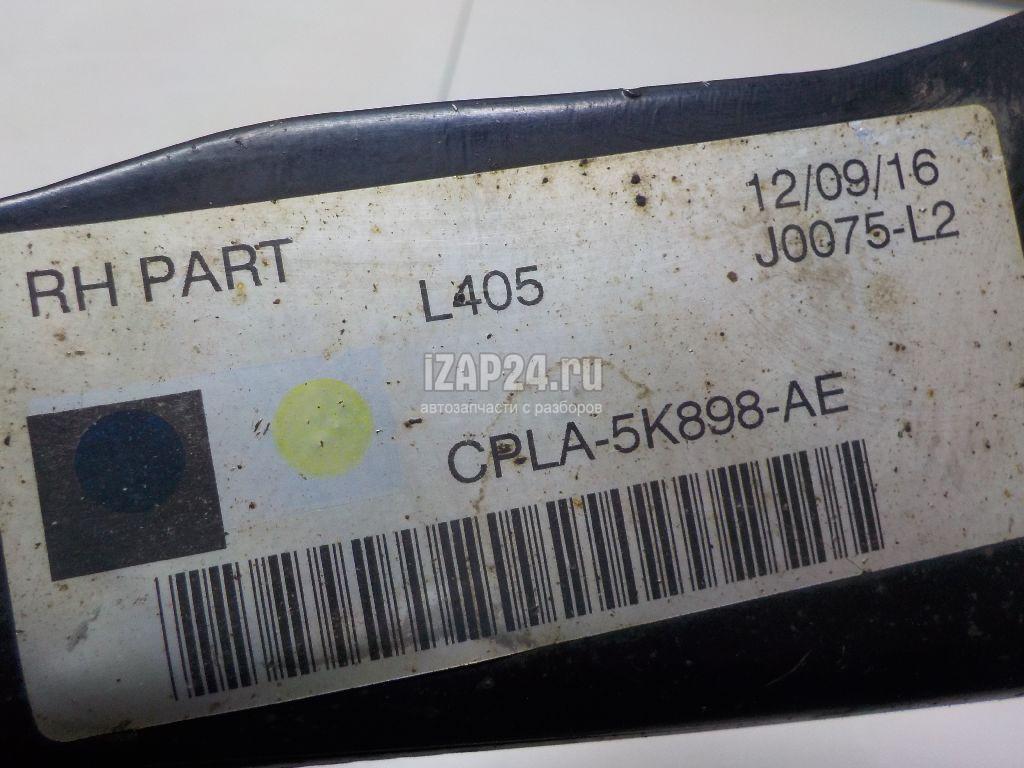 12/09/16
RH PART
J0075-L2
L405
iZAP24.ru
автозапчасти с разборов
CPLA-5K898-AE